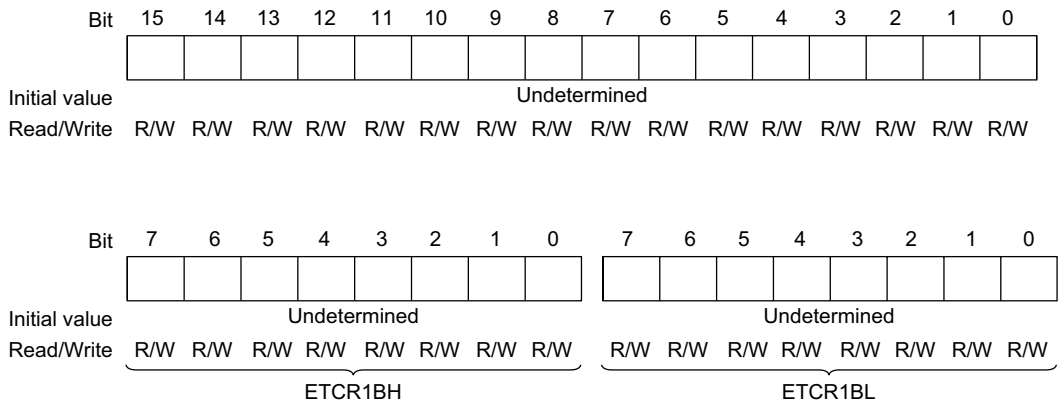 Bit 15 14 13 12 11 10 9 8 7 6 5 4 3 2 1 0
Initial value Undetermined
Read/Write R/W R/W R/W R/W R/W R/W R/W R/W R/W R/W R/W R/W R/W R/W R/W R/W
Bit 7 6 5 4 3 2 1 0 7 6 5 4 3 2 1 0
Initial value Undetermined Undetermined
Read/Write R/W R/W R/W R/W R/W R/W R/W R/W R/W R/W R/W R/W R/W R/W R/W R/W
ETCR1BH ETCR1BL